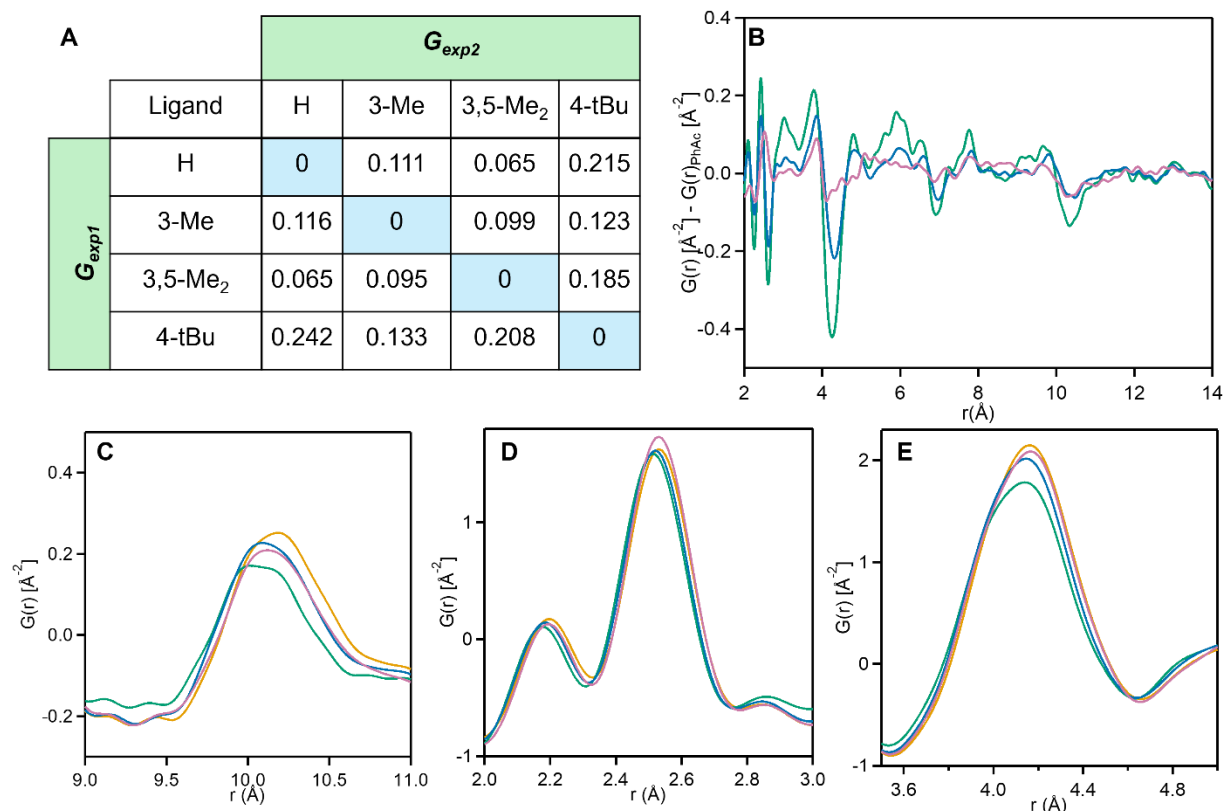 A
G_exp2
Ligand H 3-Me 3,5-Me₂ 4-tBu
G_exp1
H 0 0.111 0.065 0.215
3-Me 0.116 0 0.099 0.123
3,5-Me₂ 0.065 0.095 0 0.185
4-tBu 0.242 0.133 0.208 0
B
G(r) [Å⁻²] - G(r)PhAc [Å⁻²]
0.4
0.2
0.0
-0.2
-0.4
2 4 6 8 10 12 14
r(Å)
C
G(r) [Å⁻²]
0.4
0.2
0.0
-0.2
9.0 9.5 10.0 10.5 11.0
r (Å)
D
G(r) [Å⁻²]
1
0
-1
2.0 2.2 2.4 2.6 2.8 3.0
r (Å)
E
G(r) [Å⁻²]
2
1
0
-1
3.6 4.0 4.4 4.8
r (Å)